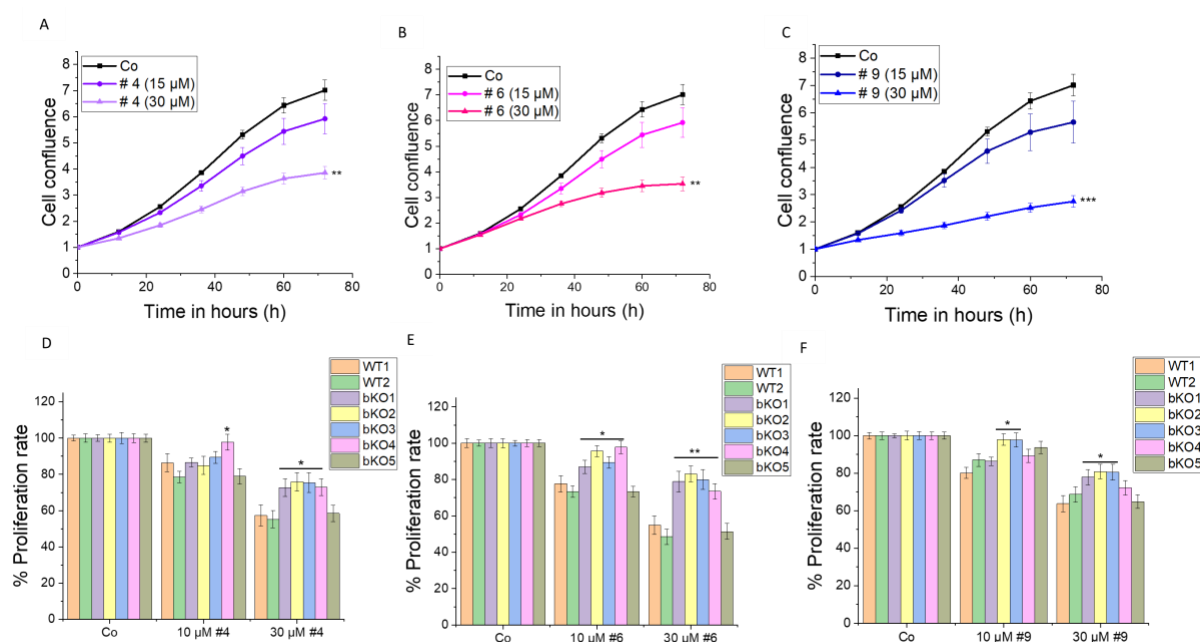 A
Co
# 4 (15 μM)
# 4 (30 μM)
**
Cell confluence
8
7
6
5
4
3
2
1
0
0 20 40 60 80
Time in hours (h)
B
Co
# 6 (15 μM)
# 6 (30 μM)
**
Cell confluence
8
7
6
5
4
3
2
1
0
0 20 40 60 80
Time in hours (h)
C
Co
# 9 (15 μM)
# 9 (30 μM)
***
Cell confluence
8
7
6
5
4
3
2
1
0
0 20 40 60 80
Time in hours (h)
D
WT1
WT2
bKO1
bKO2
bKO3
bKO4
bKO5
% Proliferation rate
120
100
80
60
40
20
0
*
*
Co 10 μM #4 30 μM #4
E
WT1
WT2
bKO1
bKO2
bKO3
bKO4
bKO5
% Proliferation rate
120
100
80
60
40
20
0
*
**
Co 10 μM #6 30 μM #6
F
WT1
WT2
bKO1
bKO2
bKO3
bKO4
bKO5
% Proliferation rate
120
100
80
60
40
20
0
*
*
Co 10 μM #9 30 μM #9